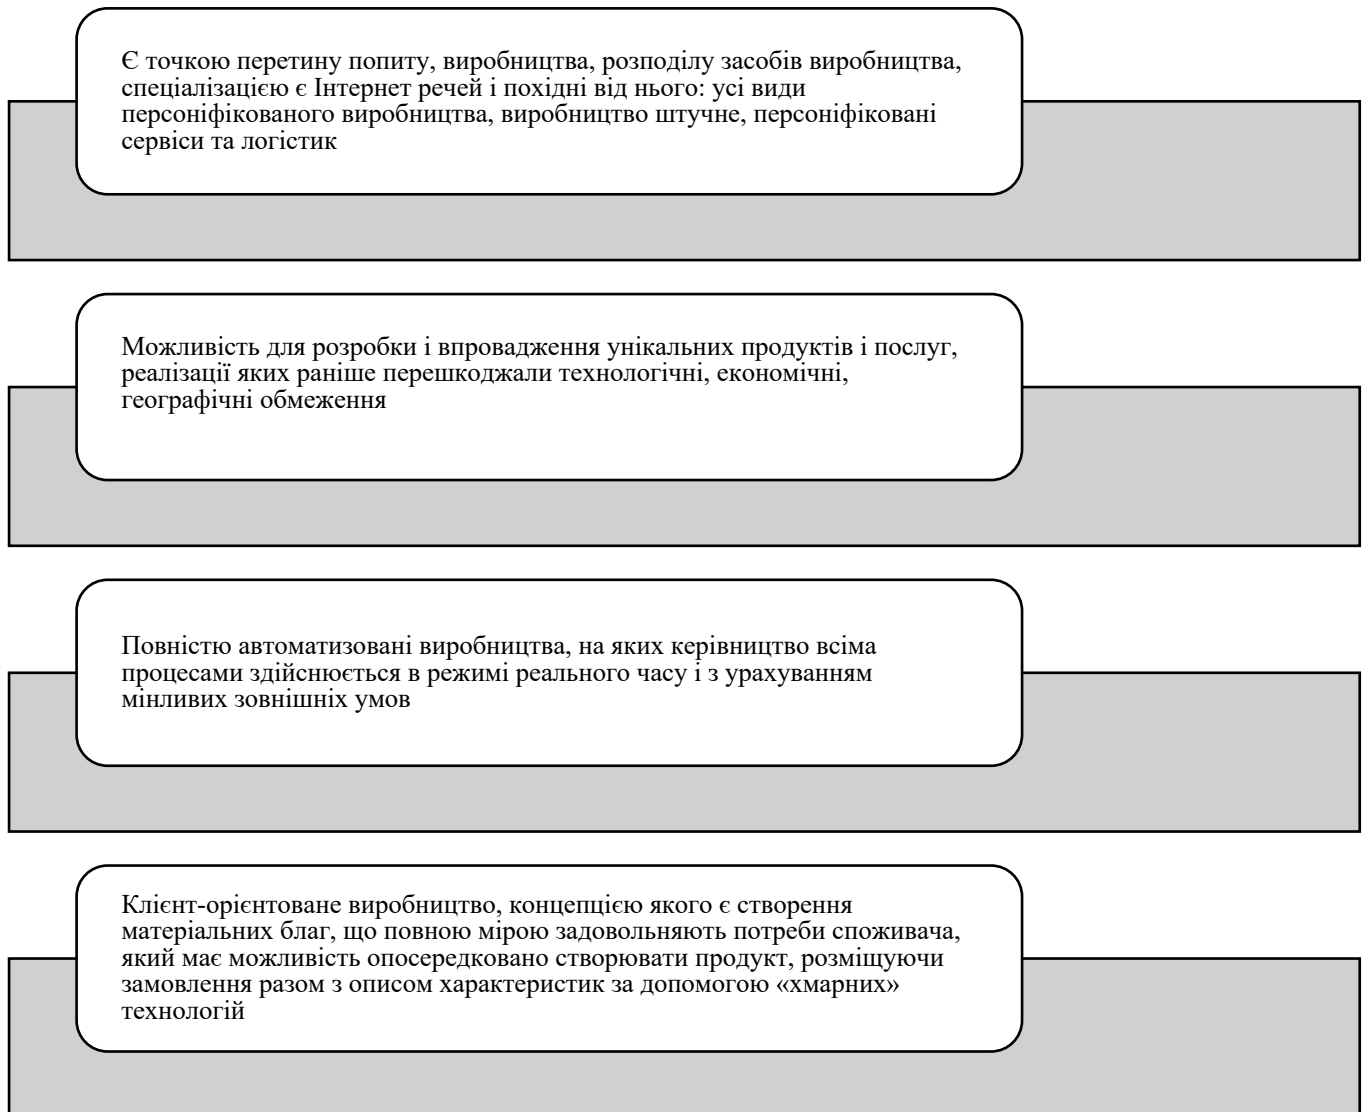 Є точкою перетину попиту, виробництва, розподілу засобів виробництва,
спеціалізацією є Інтернет речей і похідні від нього: усі види
персоніфікованого виробництва, виробництво штучне, персоніфіковані
сервіси та логістик
Можливість для розробки і впровадження унікальних продуктів і послуг,
реалізації яких раніше перешкоджали технологічні, економічні,
географічні обмеження
Повністю автоматизовані виробництва, на яких керівництво всіма
процесами здійснюється в режимі реального часу і з урахуванням
мінливих зовнішніх умов
Клієнт-орієнтоване виробництво, концепцією якого є створення
матеріальних благ, що повною мірою задовольняють потреби споживача,
який має можливість опосередковано створювати продукт, розміщуючи
замовлення разом з описом характеристик за допомогою «хмарних»
технологій